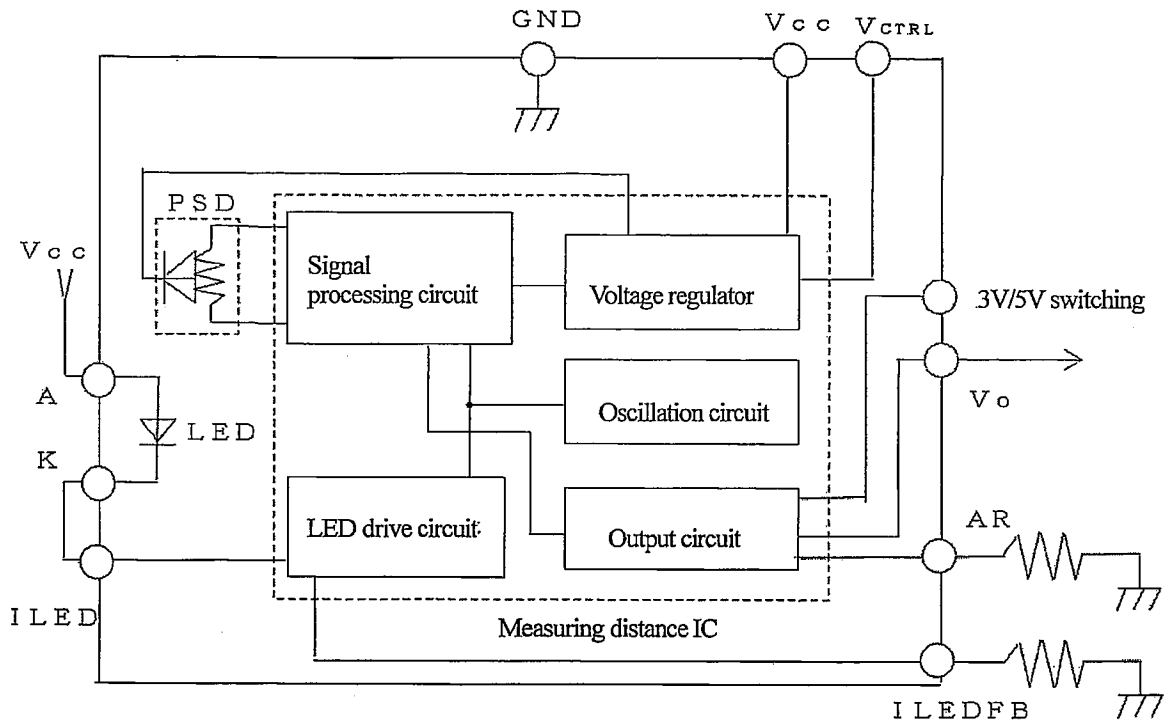 GND
Vcc
VCTRL
PSD
Vcc
Signal
processing circuit
Voltage regulator
3V/5V switching
A
Oscillation circuit
Vo
LED
K
LED drive circuit
Output circuit
AR
ILED
Measuring distance IC
ILEDFB